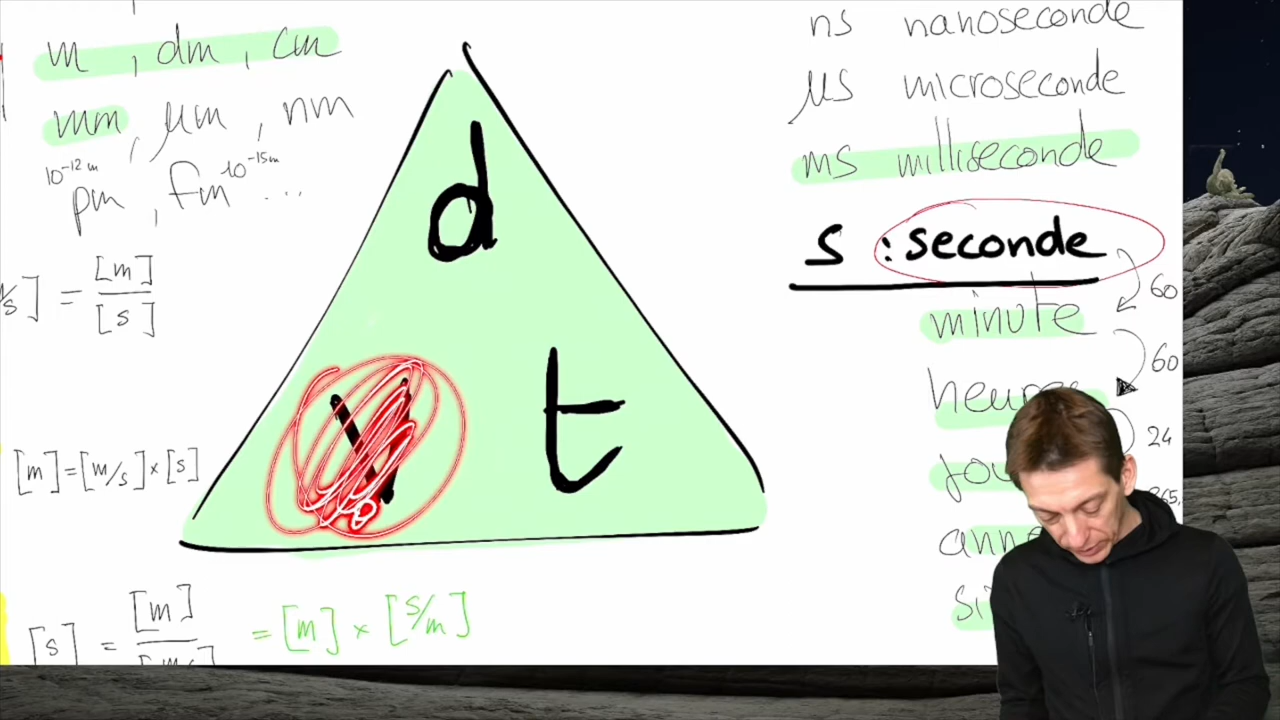 m , dm , cm
mm , μm , nm
10⁻¹² m 10⁻¹⁵ m
pm , fm ...
/s] = [m]
[s]
[m]=[m/s]×[s]
[s] = [m]
= [m] × [s/m]
d
v t
ns nanoseconde
μs microseconde
ms milliseconde
s : seconde
60
minute
60
24